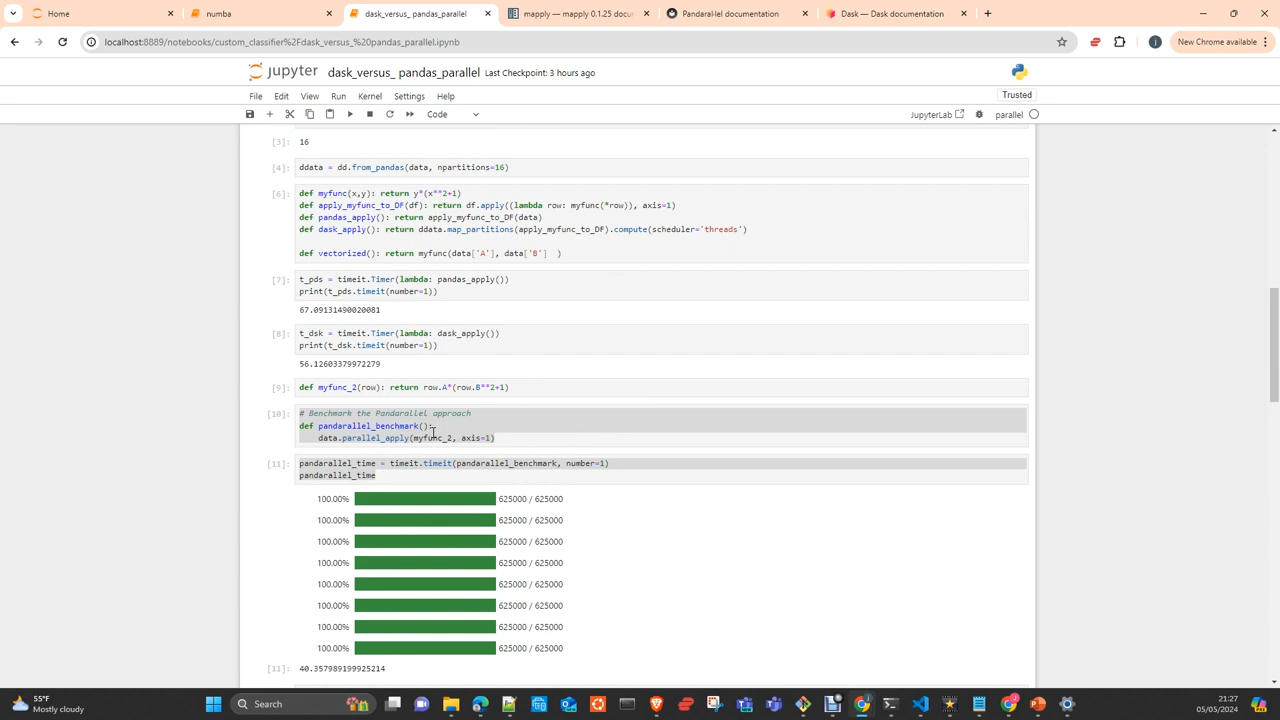 Home
numba
dask_versus_ pandas_parallel
mapply — mapply 0.1.25 docu
Pandaral·lel documentation
Dask — Dask documentation
localhost:8889/notebooks/custom_classifier%2Fdask_versus_%20pandas_parallel.ipynb
New Chrome available
jupyter dask_versus_ pandas_parallel Last Checkpoint: 3 hours ago
File Edit View Run Kernel Settings Help
Trusted
Code
JupyterLab
parallel
[3]: 16
[4]: ddata = dd.from_pandas(data, npartitions=16)
[6]: def myfunc(x,y): return y*(x**2+1)
def apply_myfunc_to_DF(df): return df.apply((lambda row: myfunc(*row)), axis=1)
def pandas_apply(): return apply_myfunc_to_DF(data)
def dask_apply(): return ddata.map_partitions(apply_myfunc_to_DF).compute(scheduler='threads')
def vectorized(): return myfunc(data['A'], data['B'] )
[7]: t_pds = timeit.Timer(lambda: pandas_apply())
print(t_pds.timeit(number=1))
67.09131490020081
[8]: t_dsk = timeit.Timer(lambda: dask_apply())
print(t_dsk.timeit(number=1))
56.12603379972279
[9]: def myfunc_2(row): return row.A*(row.B**2+1)
[10]: # Benchmark the Pandarallel approach
def pandarallel_benchmark():
data.parallel_apply(myfunc_2, axis=1)
[11]: pandarallel_time = timeit.timeit(pandarallel_benchmark, number=1)
pandarallel_time
100.00% 625000 / 625000
100.00% 625000 / 625000
100.00% 625000 / 625000
100.00% 625000 / 625000
100.00% 625000 / 625000
100.00% 625000 / 625000
100.00% 625000 / 625000
100.00% 625000 / 625000
[11]: 40.357989199925214
55°F
Mostly cloudy
Search
21:27
05/05/2024